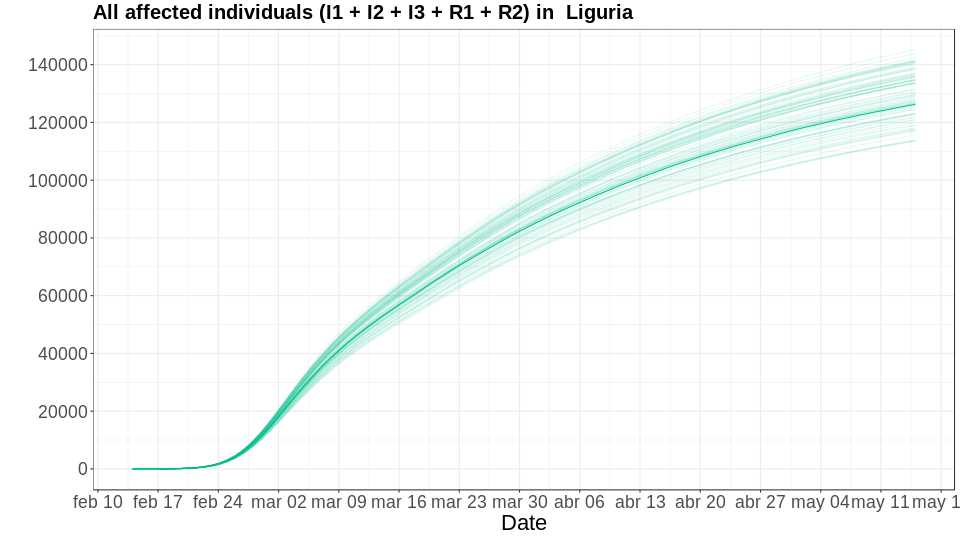 All affected individuals (I1 + I2 + I3 + R1 + R2) in  Liguria
140000
120000
100000
80000
60000
40000
20000
0
feb 10 feb 17 feb 24 mar 02 mar 09 mar 16 mar 23 mar 30 abr 06 abr 13 abr 20 abr 27 may 04 may 11 may 1
Date